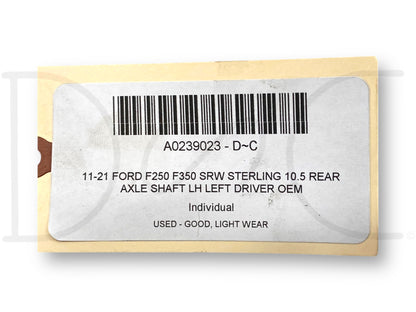 A0239023 - D~C
11-21 FORD F250 F350 SRW STERLING 10.5 REAR
AXLE SHAFT LH LEFT DRIVER OEM
Individual
USED - GOOD, LIGHT WEAR